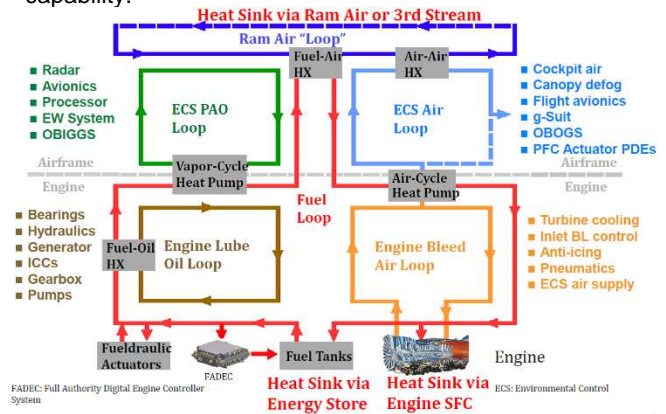 capability.
Heat Sink via Ram Air or 3rd Stream
Ram Air “Loop”
Fuel-Air
HX
Air-Air
HX
Radar
Avionics
Processor
EW System
OBIGGS
ECS PAO
Loop
ECS Air
Loop
Cockpit air
Canopy defog
Flight avionics
g-Suit
OBOGS
PFC Actuator PDEs
Airframe
Engine
Vapor-Cycle
Heat Pump
Air-Cycle
Heat Pump
Airframe
Engine
Fuel
Loop
Bearings
Hydraulics
Generator
ICCs
Gearbox
Pumps
Fuel-Oil
HX
Engine Lube
Oil Loop
Engine Bleed
Air Loop
Turbine cooling
Inlet BL control
Anti-icing
Pneumatics
ECS air supply
Fueldraulic
Actuators
FADEC
Fuel Tanks
Engine
Heat Sink via
Energy Store
Heat Sink via
Engine SFC
FADEC: Full Authority Digital Engine Controller
System
ECS: Environmental Control